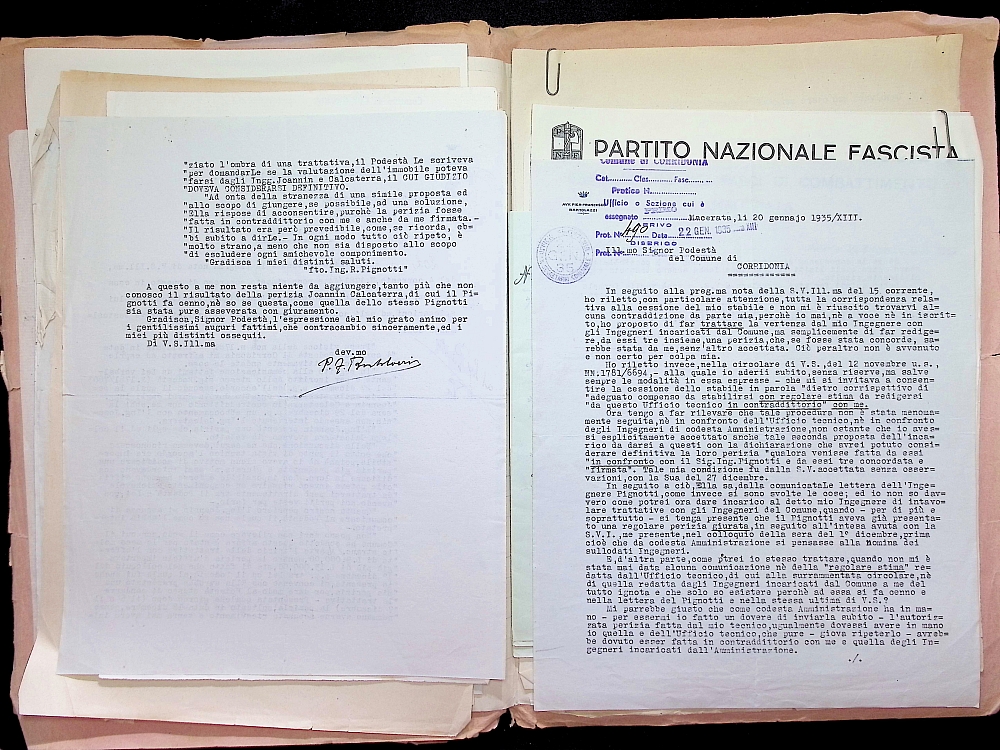 "ziato l'ombra di una trattativa,il Podestà Le scriveva
"per domandarLe se la valutazione dell'immobile poteva
"farsi dagli Ingg.Joannin e Calcaterra,il CUI GIUDIZIO
"DOVEVA CONSIDERARSI DEFINITIVO.
"Ad onta della stranezza di una simile proposta ed
"allo scopo di giungere,se possibile,ad una soluzione,
"Ella rispose di acconsentire,purchè la perizia fosse
"fatta in contraddittorio con me e anche da me firmata.-
"Il risultato era però prevedibile,come,se ricorda, eb-
"bi subito a dirLe.- In ogni modo tutto ciò ripeto, è
"molto strano,a meno che non sia disposto allo scopo
"di escludere ogni amichevole componimento.
"Gradisca i miei distinti saluti.
"fto.Ing.R.Pignotti"
A questo a me non resta niente da aggiungere,tanto più che non
conosco il risultato della perizia Joannin Calcaterra,di cui il Pi-
gnotti fa cenno,nè so se questa,come quella dello stesso Pignotti
sia stata pure asseverata con giuramento.
Gradisca,Signor Podestà,l'espressione del mio grato animo per
i gentilissimi auguri fattimi,che contracambio sinceramente,ed i
miei più distinti ossequi.
Di V.S.Ill.ma
dev.mo
PARTITO NAZIONALE FASCISTA
Comune di CORRIDONIA
Cat. Clas. Fasc.
Pratica N.
Ufficio o Sezione cui è
assegnato
AVV. PIER FRANCESCO
BARTOLAZZI
Macerata,li 20 gennajo 1935/XIII.
ARRIVO
Prot. N. 490 Data 22 GEN. 1935
Prot. N.
Ill.mo Signor Podestà
del Comune di
CORRIDONIA
In seguito alla preg.ma nota della S.V.Ill.ma del 15 corrente,
ho riletto,con particolare attenzione,tutta la corrispondenza rela-
tiva alla cessione del mio stabile e non mi è riuscito trovarvi al-
cuna contraddizione da parte mia,perchè io mai,nè a voce nè in iscrit-
to,ho proposto di far trattare la vertenza dal mio Ingegnere con
gli Ingegneri incaricati dal Comune,ma semplicemente di far redige-
re,da essi tre insieme,una perizia,che,se fosse stata concorde, sa-
rebbe stata da me,senz'altro accettata. Ciò peraltro non è avvenuto
e non certo per colpa mia.
Ho riletto invece,nella circolare di V.S.,del 12 novembre u.s.,
NN:1781/6694,- alla quale io aderii subito,senza riserve,ma salve
sempre le modalità in essa espresse - che mi si invitava a consen-
tire la cessione dello stabile in parola "dietro corrispettivo di
"adeguato compenso da stabilirsi con regolare stima da redigersi
"da questo Ufficio tecnico in contraddittorio" con me.
Ora tengo a far rilevare che tale procedura non è stata menoma-
mente seguita,nè in confronto dell'Ufficio tecnico,nè in confronto
degli Ingegneri di codesta Amministrazione,non ostante che io aves-
si esplicitamente accettato anche tale seconda proposta dell'inca-
rico da darsi a questi con la dichiarazione che avrei potuto consi-
derare definitiva la loro perizia "qualora venisse fatta da essi
"in confronto con il Sig.Ing.Pignotti e da essi tre concordata e
"firmata". Tale mia condizione fu dalla S.V.accettata senza osser-
vazioni,con la Sua del 27 dicembre.
In seguito a ciò,Ella sa,dalla comunicataLe lettera dell'Inge-
gnere Pignotti,come invece si sono svolte le cose; ed io non so dav-
vero come potrei ora dare incarico al detto mio Ingegnere di intavo-
lare trattative con gli Ingegneri del Comune,quando - per di più e
soprattutto - si tenga presente che il Pignotti aveva già presenta-
to una regolare perizia giurata,in seguito all'intesa avuta con la
S.V.I.,me presente,nel colloquio della sera del 1° dicembre,prima
cioè che da codesta Amministrazione si pensasse alla Nomina dei
sullodati Ingegneri.
E,d'altra parte,come ptrei io stesso trattare,quando non mi è
stata mai data alcuna comunicazione nè della "regolare stima" re-
datta dall'Ufficio tecnico,di cui alla surrammentata circolare,nè
di quella redatta dagli Ingegneri incaricati dal Comune a me del
tutto ignota e che solo so esistere perchè ad essa si fa cenno e
nella lettera del Pignotti e nella stessa ultima di V.S.?
Mi parrebbe giusto che come codesta Amministrazione ha in ma-
no - per essermi io fatto un dovere di inviarla subito - l'autoriz-
zata perizia fatta dal mio tecnico,ugualmente dovessi avere in mano
io quella e dell'Ufficio tecnico,che pure - giova ripeterlo - avreb-
be dovuto esser fatta in contraddittorio con me e quella degli In-
gegneri incaricati dall'Amministrazione.
./.